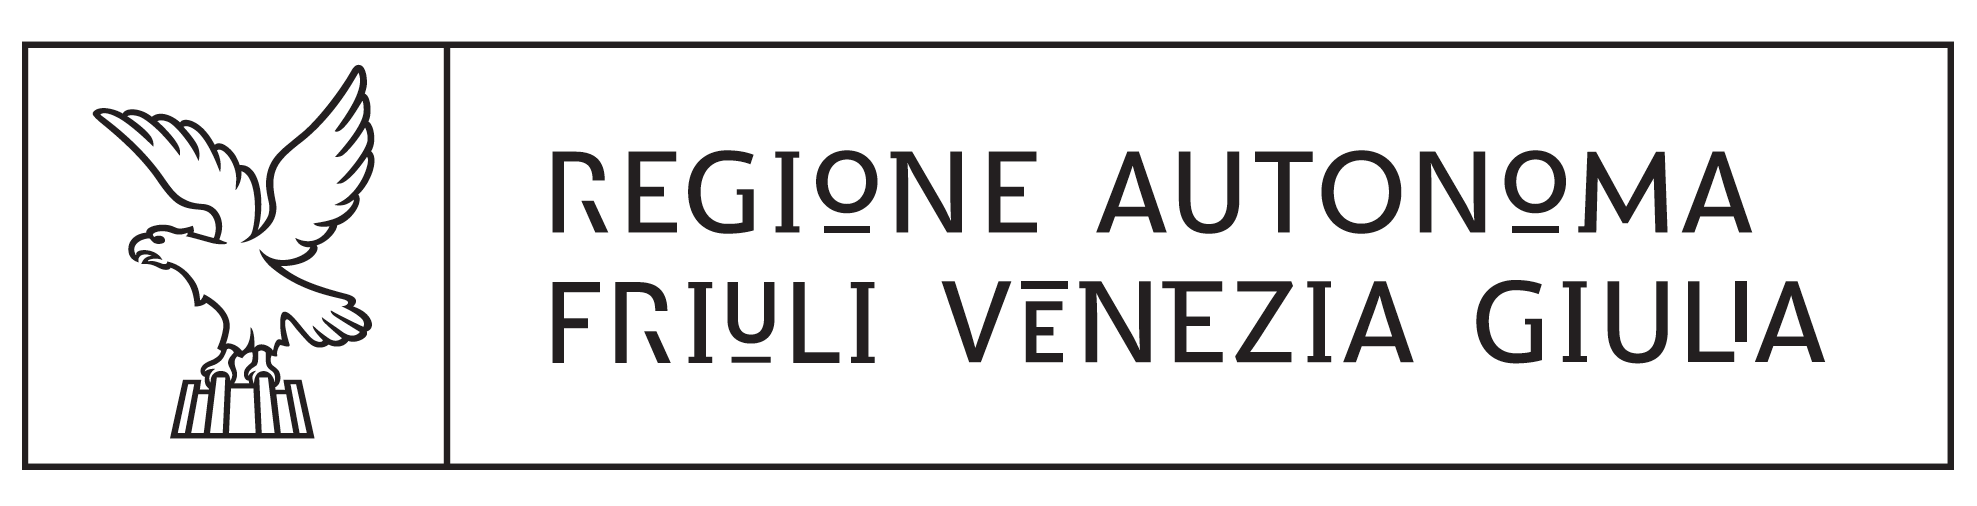 REGIONE AUTONOMA
FRIULI VENEZIA GIULIA